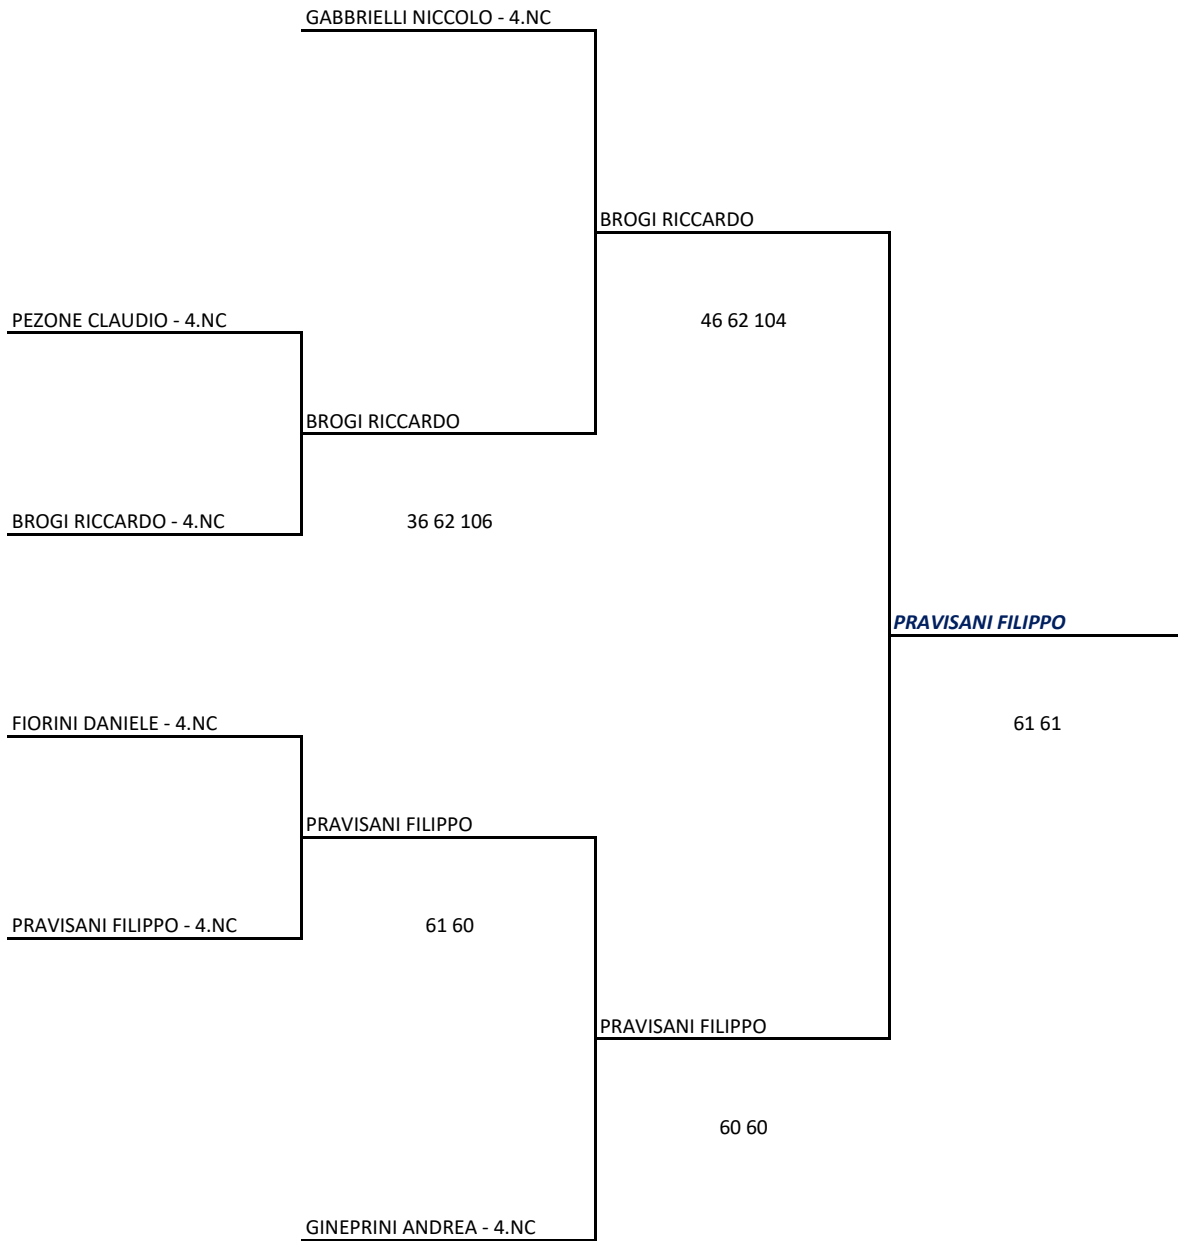 GABBRIELLI NICCOLO - 4.NC
BROGI RICCARDO
PEZONE CLAUDIO - 4.NC
46 62 104
BROGI RICCARDO
BROGI RICCARDO - 4.NC
36 62 106
PRAVISANI FILIPPO
FIORINI DANIELE - 4.NC
61 61
PRAVISANI FILIPPO
PRAVISANI FILIPPO - 4.NC
61 60
PRAVISANI FILIPPO
60 60
GINEPRINI ANDREA - 4.NC